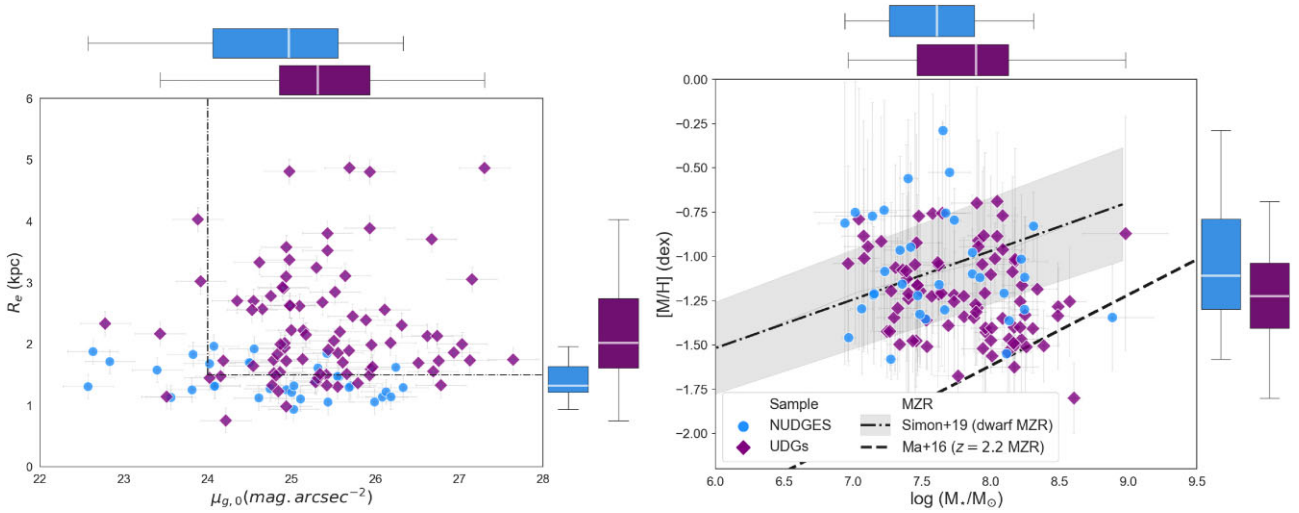 6
5
4
3
2
1
0
R_e (kpc)
22 23 24 25 26 27 28
μ_{g,0}(mag. arcsec^{-2})
0.00
−0.25
−0.50
−0.75
−1.00
−1.25
−1.50
−1.75
−2.00
[M/H] (dex)
Sample
NUDGES
UDGs
MZR
Simon+19 (dwarf MZR)
Ma+16 (z = 2.2 MZR)
6.0 6.5 7.0 7.5 8.0 8.5 9.0 9.5
log (M⋆/M⊙)